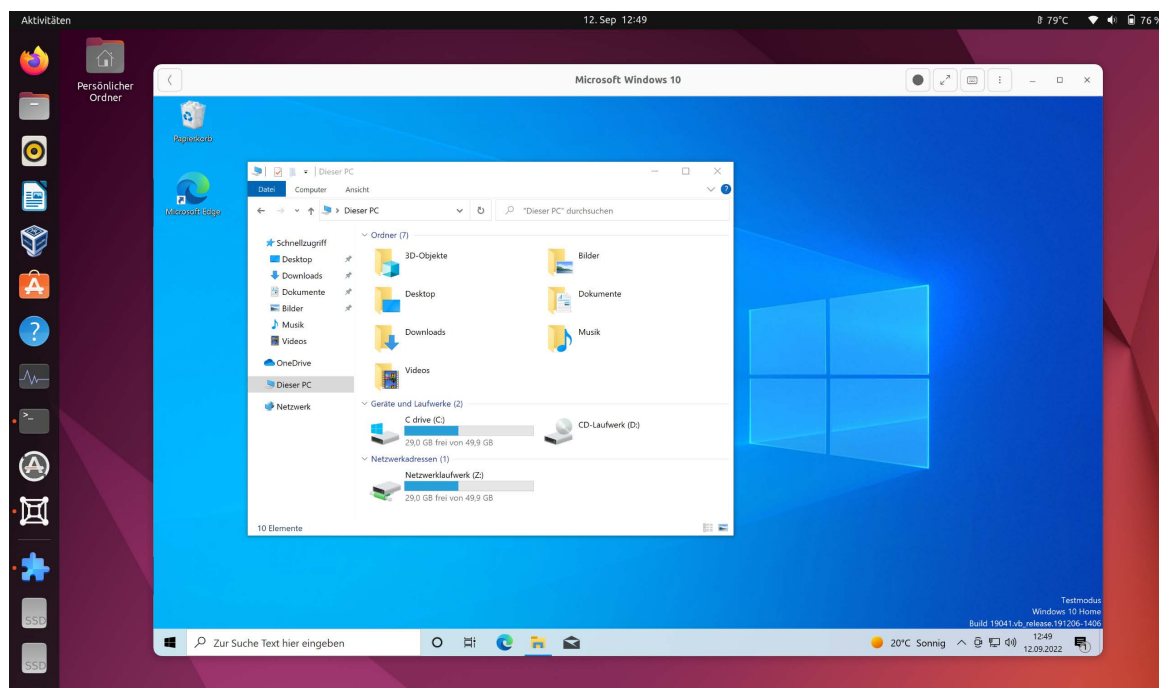 Aktivitäten
12. Sep 12:49
79°C
76 %
Persönlicher
Ordner
Microsoft Windows 10
Papierkorb
Microsoft Edge
Dieser PC
Datei Computer Ansicht
Dieser PC
"Dieser PC" durchsuchen
Schnellzugriff
Desktop
Downloads
Dokumente
Bilder
Musik
Videos
OneDrive
Dieser PC
Netzwerk
Ordner (7)
3D-Objekte
Bilder
Desktop
Dokumente
Downloads
Musik
Videos
Geräte und Laufwerke (2)
C drive (C:)
29,0 GB frei von 49,9 GB
CD-Laufwerk (D:)
Netzwerkadressen (1)
Netzwerklaufwerk (Z:)
29,0 GB frei von 49,9 GB
10 Elemente
SSD
SSD
Testmodus
Windows 10 Home
Build 19041.vb_release.191206-1406
Zur Suche Text hier eingeben
20°C Sonnig
12:49
12.09.2022
1